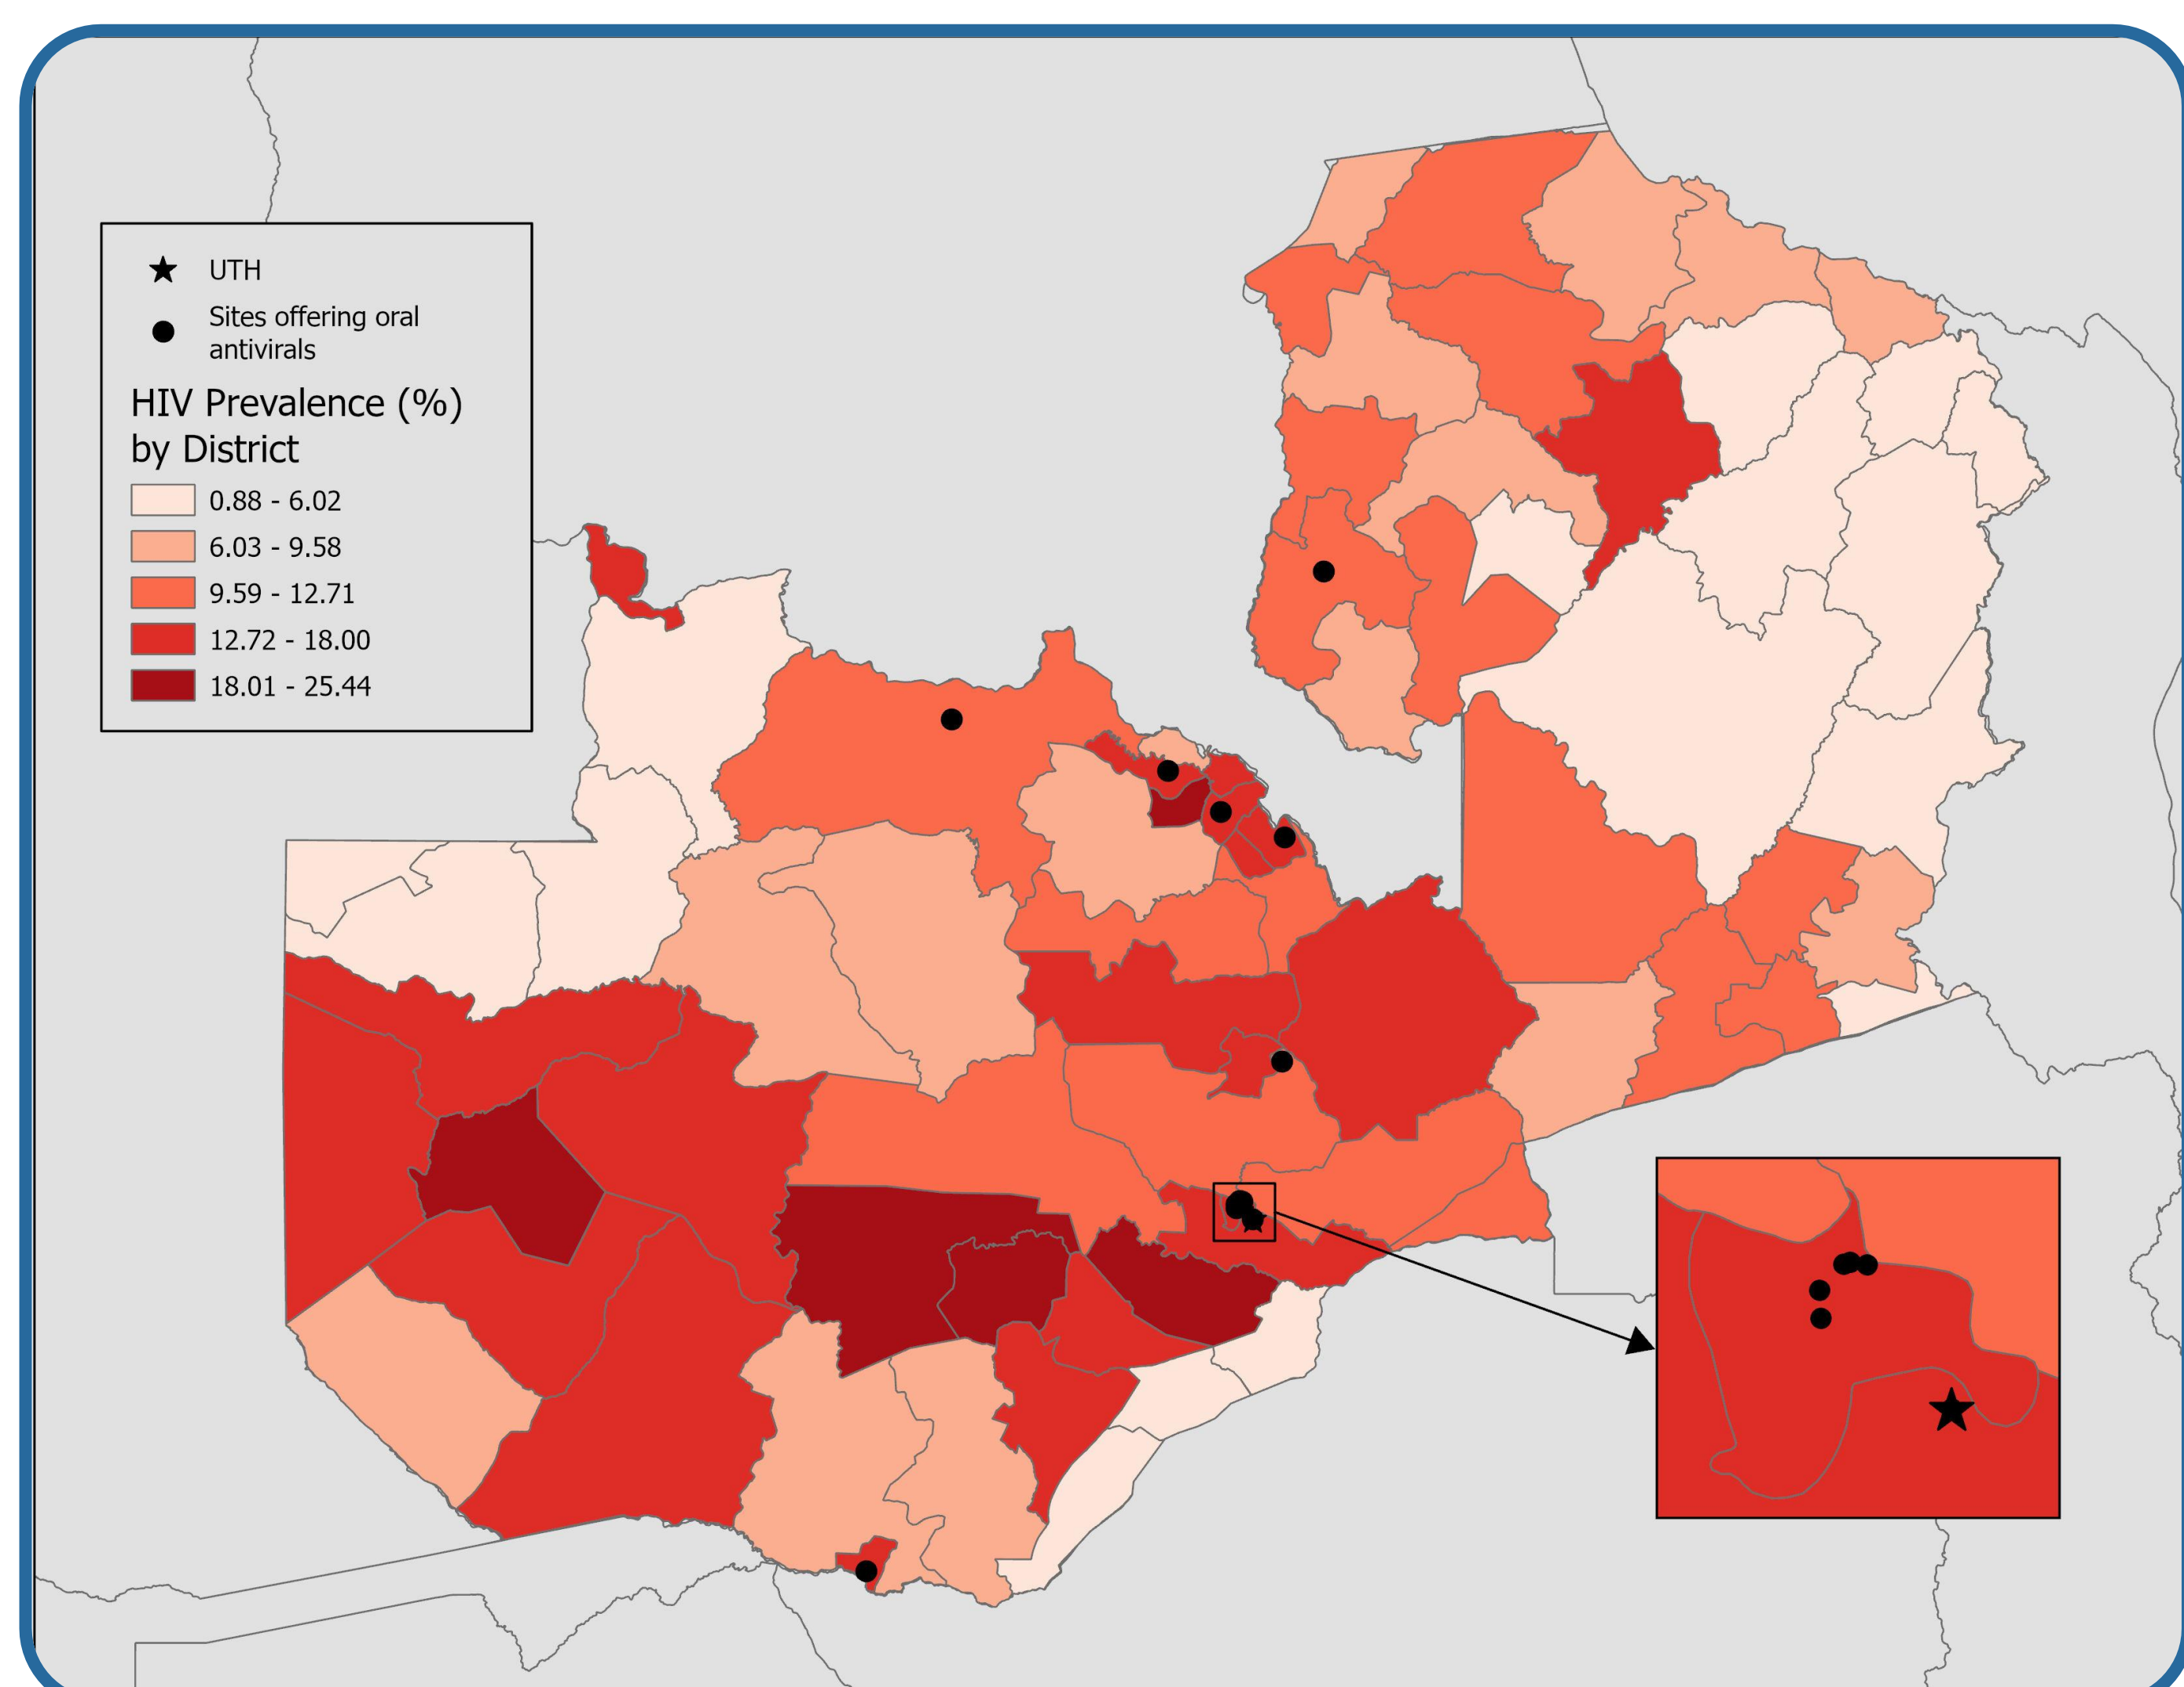 UTH
Sites offering oral
antivirals
HIV Prevalence (%)
by District
0.88 - 6.02
6.03 - 9.58
9.59 - 12.71
12.72 - 18.00
18.01 - 25.44